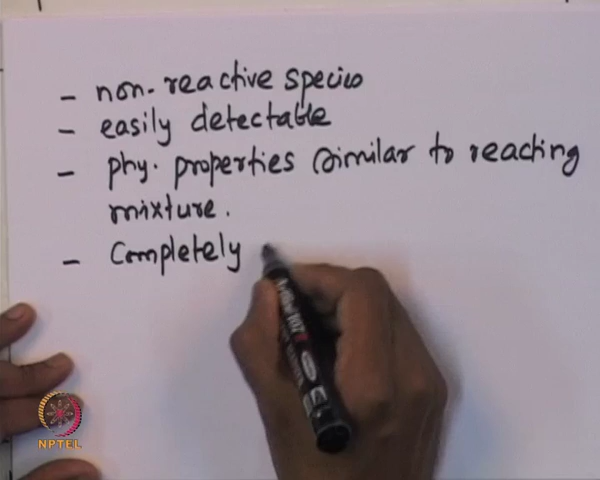 - non-reactive species
- easily detectable
- phy. properties similar to reacting
mixture.
- Completely
NPTEL